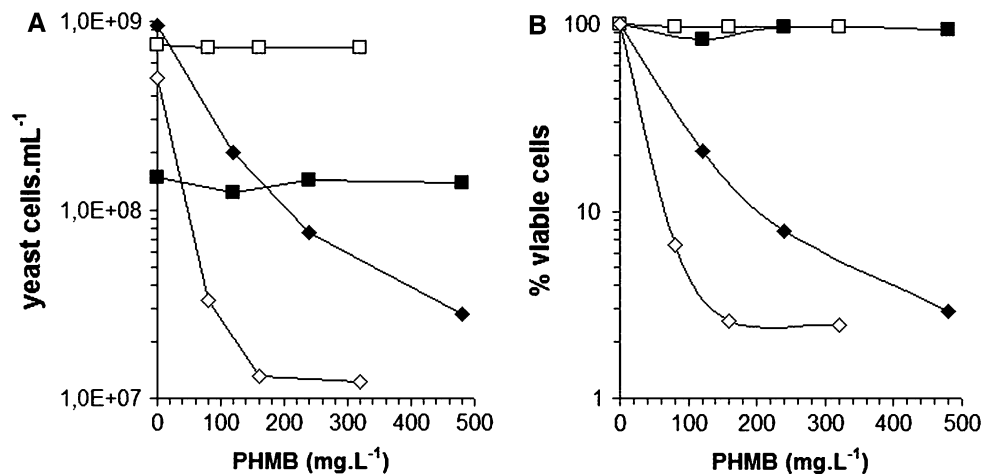 A
1,0E+09
1,0E+08
1,0E+07
yeast cells.mL⁻¹
0 100 200 300 400 500
PHMB (mg.L⁻¹)
B
100
10
1
% viable cells
0 100 200 300 400 500
PHMB (mg.L⁻¹)